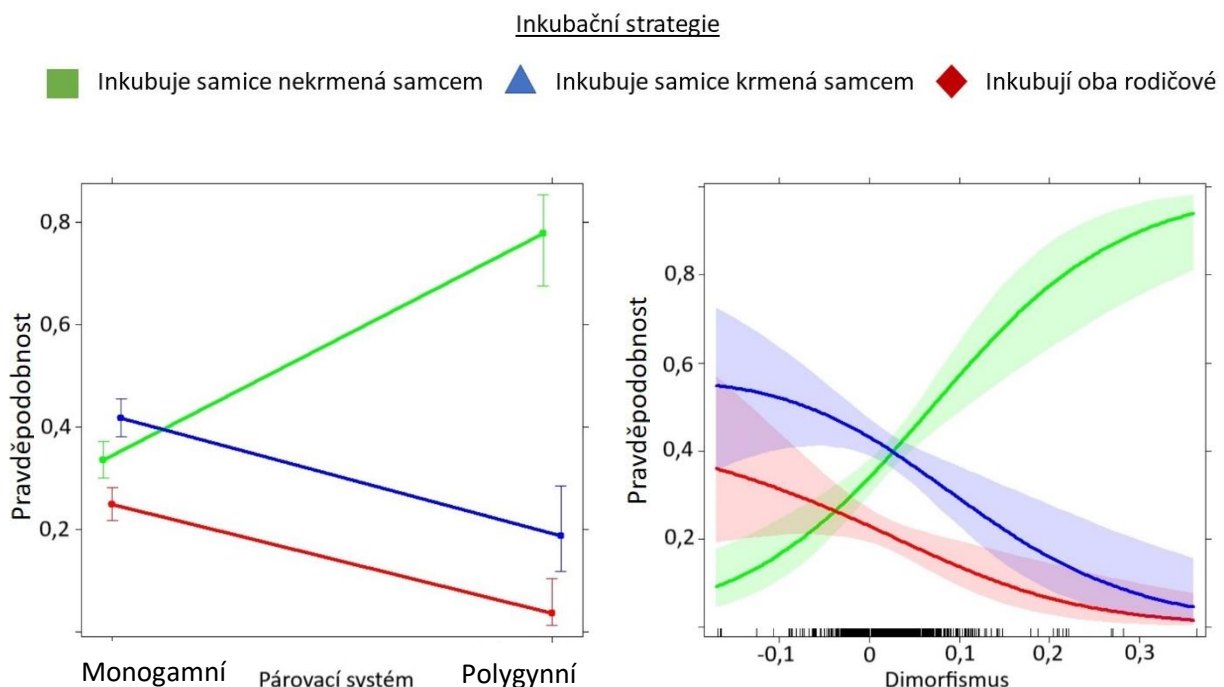 Inkubační strategie
Inkubuje samice nekrmená samcem Inkubuje samice krmená samcem Inkubují oba rodičové
Pravděpodobnost
0,8
0,6
0,4
0,2
Monogamní Párovací systém Polygynní
Pravděpodobnost
0,8
0,6
0,4
0,2
-0,1 0 0,1 0,2 0,3
Dimorfismus